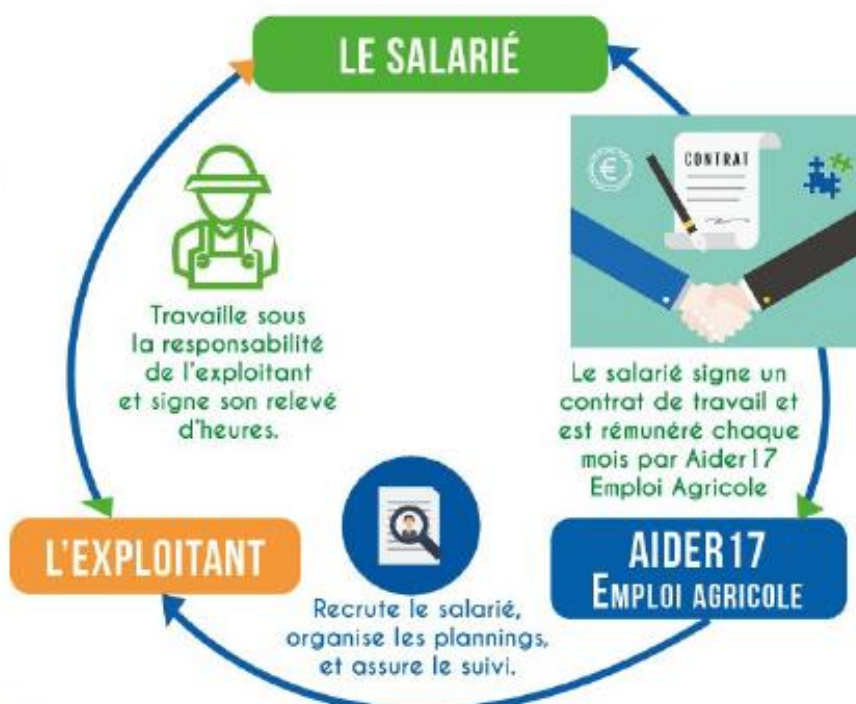 LE SALARIÉ
CONTRAT
€
Travaille sous
la responsabilité
de l'exploitant
et signe son relevé
d'heures.
Le salarié signe un
contrat de travail et
est rémunéré chaque
mois par Aider17
Emploi Agricole
L'EXPLOITANT
AIDER17
EMPLOI AGRICOLE
Recrute le salarié,
organise les plannings,
et assure le suivi.